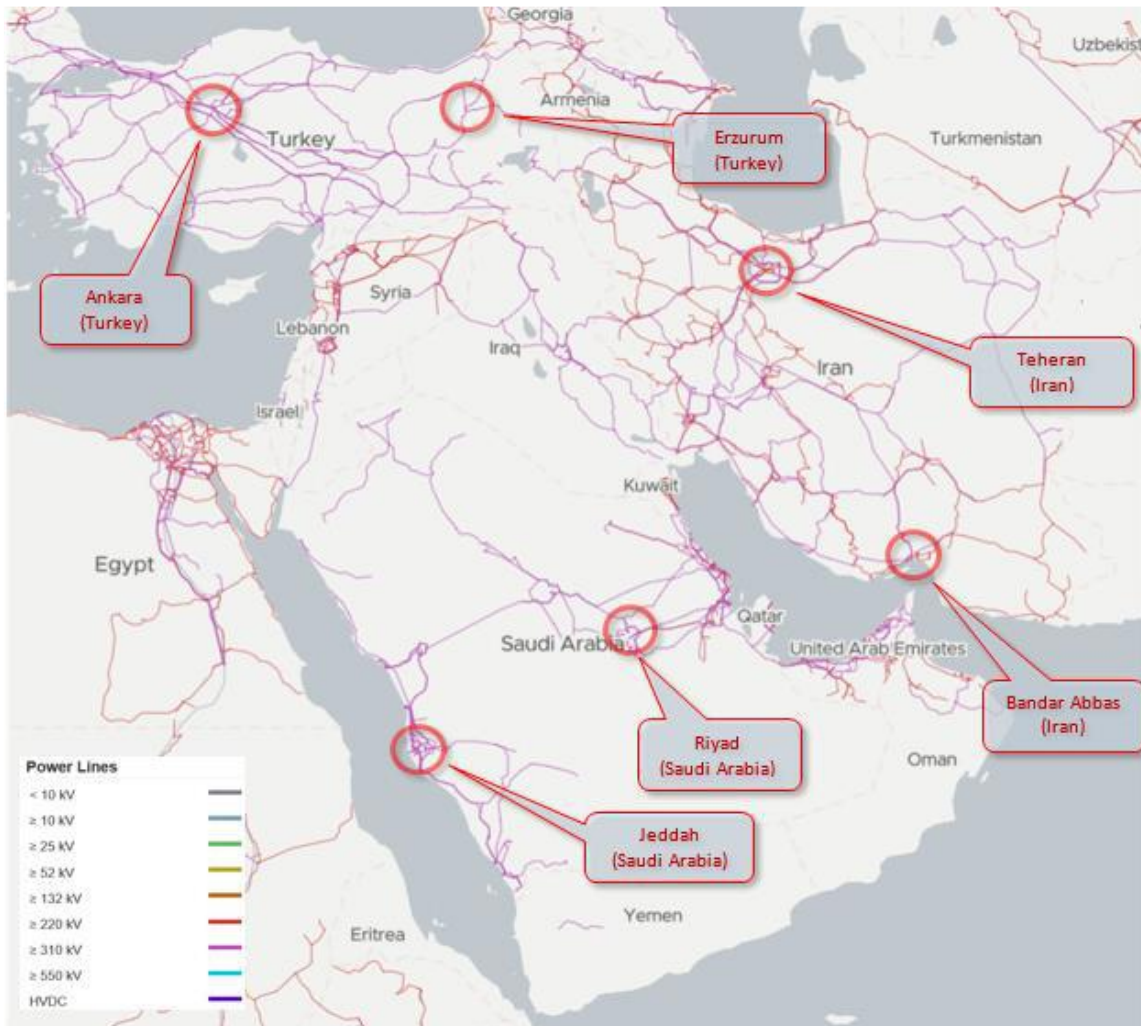 Georgia
Uzbekist
Armenia
Turkey
Turkmenistan
Erzurum
(Turkey)
Ankara
(Turkey)
Syria
Lebanon
Iraq
Iran
Teheran
(Iran)
Israel
Kuwait
Egypt
Qatar
Saudi Arabia
United Arab Emirates
Bandar Abbas
(Iran)
Riyad
(Saudi Arabia)
Oman
Jeddah
(Saudi Arabia)
Yemen
Eritrea
Power Lines
< 10 kV
≥ 10 kV
≥ 25 kV
≥ 52 kV
≥ 132 kV
≥ 220 kV
≥ 310 kV
≥ 550 kV
HVDC